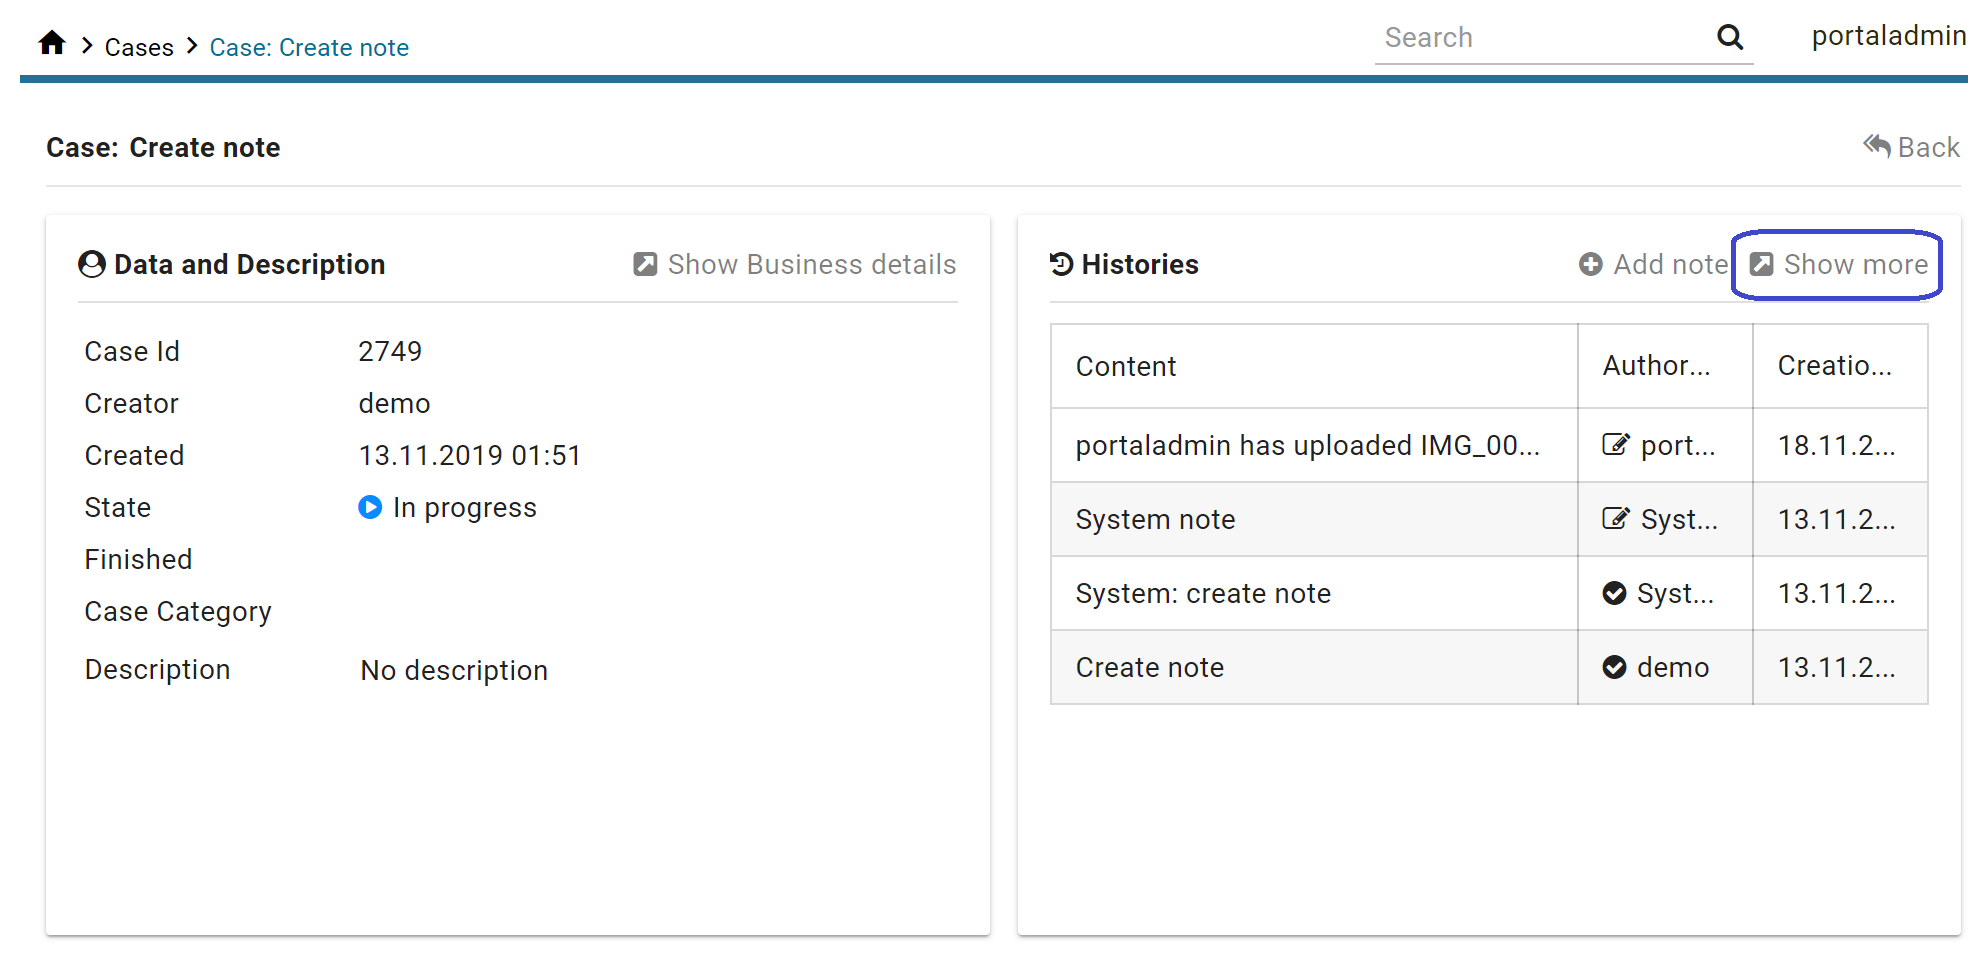 Cases Case: Create note Search portaladmin
Case: Create note Back
Data and Description Show Business details
Case Id 2749
Creator demo
Created 13.11.2019 01:51
State In progress
Finished
Case Category
Description No description
Histories Add note Show more
Content Author... Creatio...
portaladmin has uploaded IMG_00... port... 18.11.2...
System note Syst... 13.11.2...
System: create note Syst... 13.11.2...
Create note demo 13.11.2...